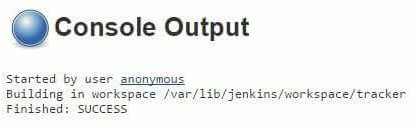 Console Output
Started by user anonymous
Building in workspace /var/lib/jenkins/workspace/tracker
Finished: SUCCESS